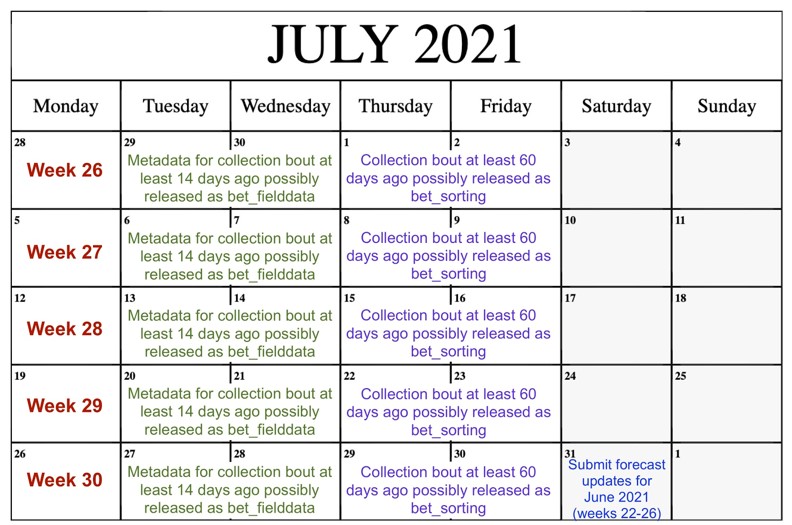 JULY 2021
Monday Tuesday Wednesday Thursday Friday Saturday Sunday
28 29 30 1 2 3 4
Week 26
Metadata for collection bout at
least 14 days ago possibly
released as bet_fielddata
Collection bout at least 60
days ago possibly released as
bet_sorting
5 6 7 8 9 10 11
Week 27
Metadata for collection bout at
least 14 days ago possibly
released as bet_fielddata
Collection bout at least 60
days ago possibly released as
bet_sorting
12 13 14 15 16 17 18
Week 28
Metadata for collection bout at
least 14 days ago possibly
released as bet_fielddata
Collection bout at least 60
days ago possibly released as
bet_sorting
19 20 21 22 23 24 25
Week 29
Metadata for collection bout at
least 14 days ago possibly
released as bet_fielddata
Collection bout at least 60
days ago possibly released as
bet_sorting
26 27 28 29 30 31 1
Week 30
Metadata for collection bout at
least 14 days ago possibly
released as bet_fielddata
Collection bout at least 60
days ago possibly released as
bet_sorting
Submit forecast
updates for
June 2021
(weeks 22-26)